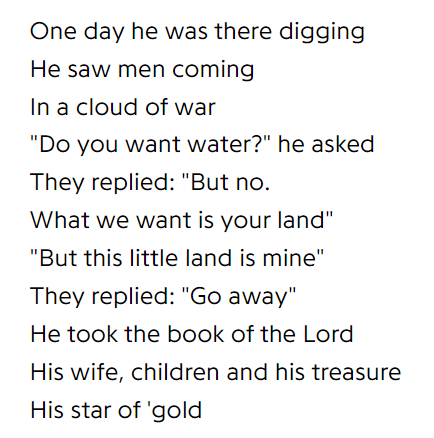 One day he was there digging
He saw men coming
In a cloud of war
"Do you want water?" he asked
They replied: "But no.
What we want is your land"
"But this little land is mine"
They replied: "Go away"
He took the book of the Lord
His wife, children and his treasure
His star of 'gold